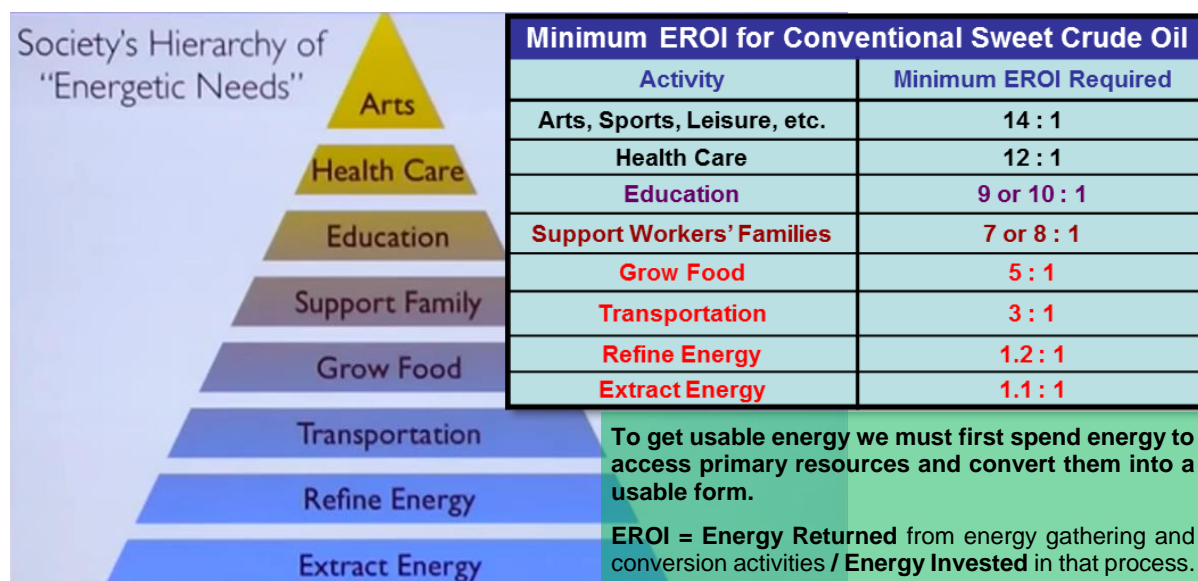 Society's Hierarchy of
"Energetic Needs"
Arts
Health Care
Education
Support Family
Grow Food
Transportation
Refine Energy
Extract Energy
Minimum EROI for Conventional Sweet Crude Oil
Activity Minimum EROI Required
Arts, Sports, Leisure, etc. 14 : 1
Health Care 12 : 1
Education 9 or 10 : 1
Support Workers' Families 7 or 8 : 1
Grow Food 5 : 1
Transportation 3 : 1
Refine Energy 1.2 : 1
Extract Energy 1.1 : 1
To get usable energy we must first spend energy to
access primary resources and convert them into a
usable form.
EROI = Energy Returned from energy gathering and
conversion activities / Energy Invested in that process.